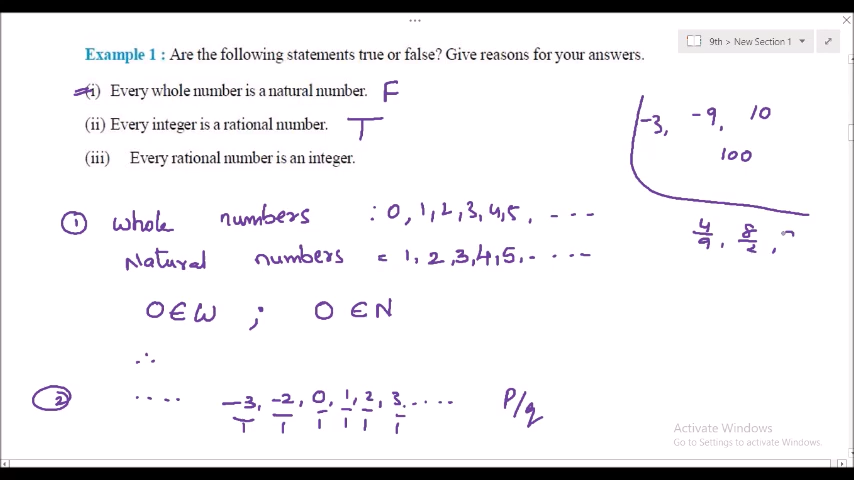 9th > New Section 1
Example 1 : Are the following statements true or false? Give reasons for your answers.
(i) Every whole number is a natural number. F
(ii) Every integer is a rational number. T
(iii) Every rational number is an integer.
-3, -9, 10
100
4/9, 8/2,
① Whole numbers : 0, 1, 2, 3, 4, 5, - - -
Natural numbers = 1, 2, 3, 4, 5, - - - -
0 ∈ W ; 0 ∈ N
∴
② - - - - -3/1, -2/1, 0/1, 1/1, 2/1, 3/1, - - - - P/q
Activate Windows
Go to Settings to activate Windows.